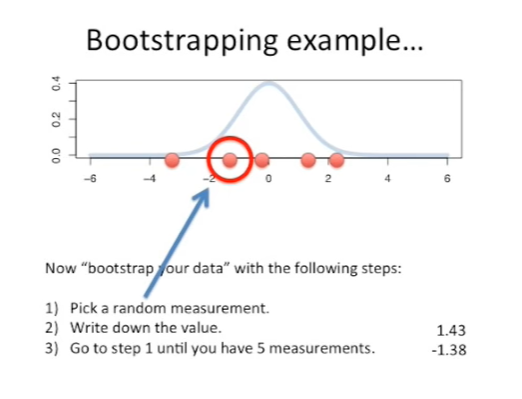 Bootstrapping example...
0.4
0.2
0.0
-6 -4 -2 0 2 4 6
Now "bootstrap your data" with the following steps:
1) Pick a random measurement.
2) Write down the value.
3) Go to step 1 until you have 5 measurements.
1.43
-1.38